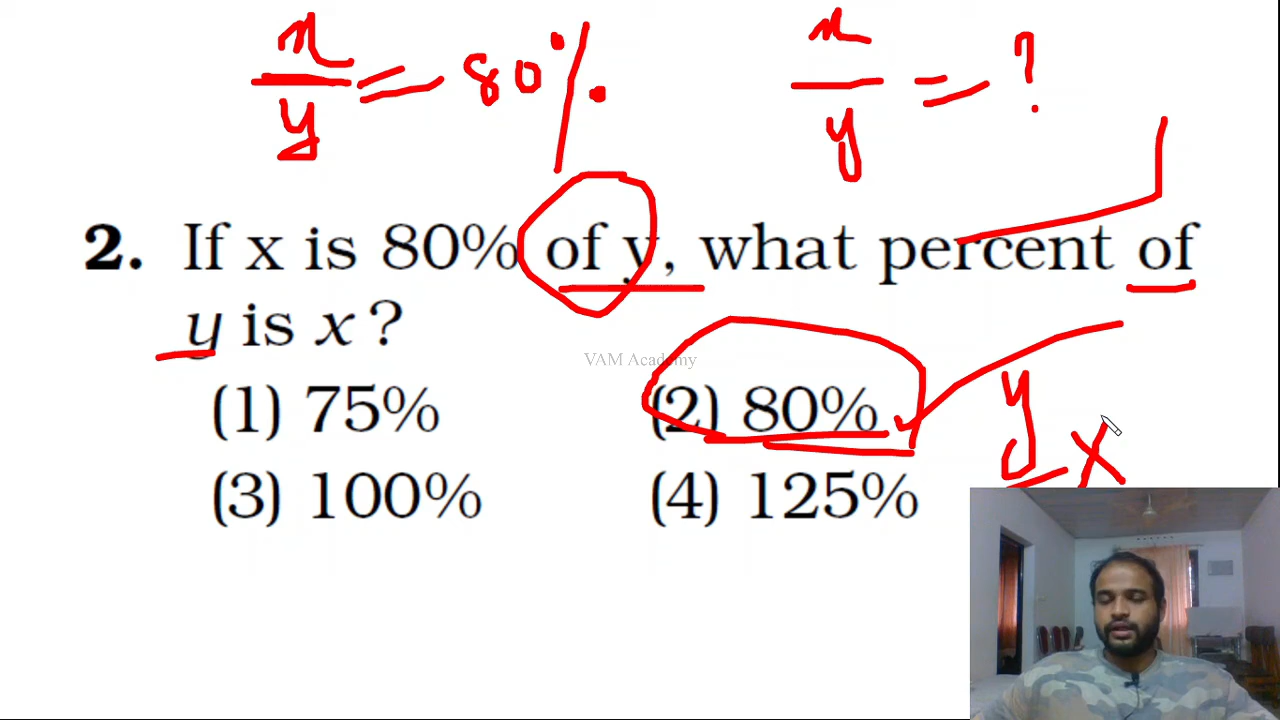 x/y = 80%
x/y = ?
2. If x is 80% of y, what percent of
y is x?
VAM Academy
(1) 75%
(2) 80%
(3) 100%
(4) 125%
y
x